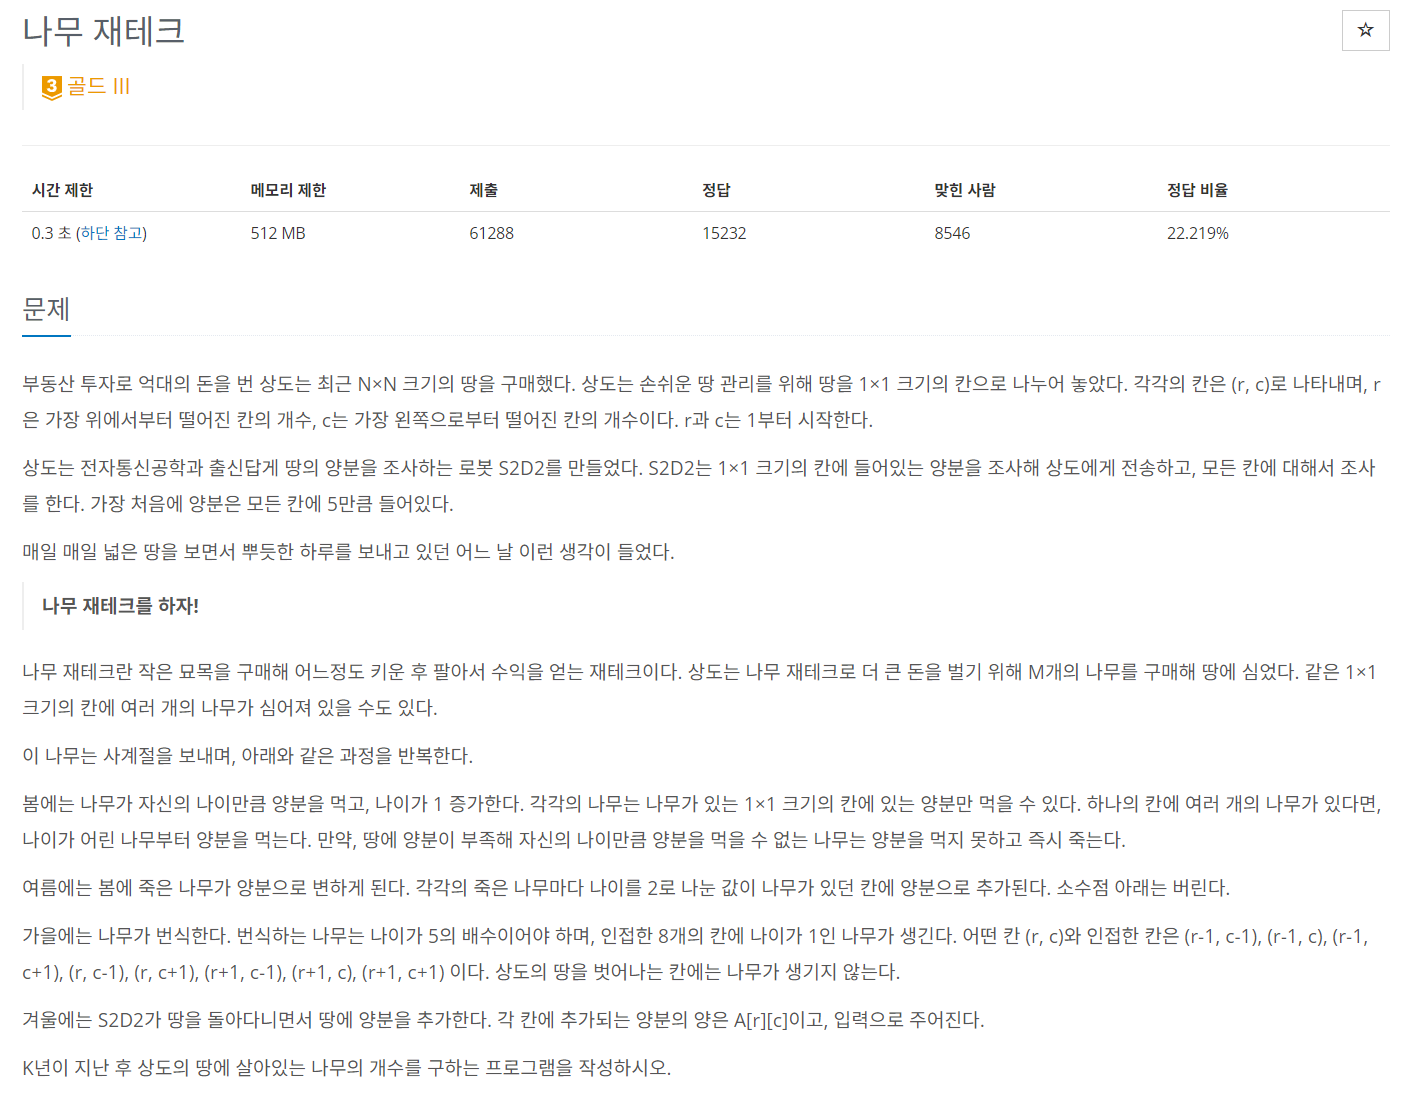 나무 재테크
☆
3 골드 III
시간 제한 메모리 제한 제출 정답 맞힌 사람 정답 비율
0.3 초 (하단 참고) 512 MB 61288 15232 8546 22.219%
문제
부동산 투자로 억대의 돈을 번 상도는 최근 N×N 크기의 땅을 구매했다. 상도는 손쉬운 땅 관리를 위해 땅을 1×1 크기의 칸으로 나누어 놓았다. 각각의 칸은 (r, c)로 나타내며, r
은 가장 위에서부터 떨어진 칸의 개수, c는 가장 왼쪽으로부터 떨어진 칸의 개수이다. r과 c는 1부터 시작한다.
상도는 전자통신공학과 출신답게 땅의 양분을 조사하는 로봇 S2D2를 만들었다. S2D2는 1×1 크기의 칸에 들어있는 양분을 조사해 상도에게 전송하고, 모든 칸에 대해서 조사
를 한다. 가장 처음에 양분은 모든 칸에 5만큼 들어있다.
매일 매일 넓은 땅을 보면서 뿌듯한 하루를 보내고 있던 어느 날 이런 생각이 들었다.
나무 재테크를 하자!
나무 재테크란 작은 묘목을 구매해 어느정도 키운 후 팔아서 수익을 얻는 재테크이다. 상도는 나무 재테크로 더 큰 돈을 벌기 위해 M개의 나무를 구매해 땅에 심었다. 같은 1×1
크기의 칸에 여러 개의 나무가 심어져 있을 수도 있다.
이 나무는 사계절을 보내며, 아래와 같은 과정을 반복한다.
봄에는 나무가 자신의 나이만큼 양분을 먹고, 나이가 1 증가한다. 각각의 나무는 나무가 있는 1×1 크기의 칸에 있는 양분만 먹을 수 있다. 하나의 칸에 여러 개의 나무가 있다면,
나이가 어린 나무부터 양분을 먹는다. 만약, 땅에 양분이 부족해 자신의 나이만큼 양분을 먹을 수 없는 나무는 양분을 먹지 못하고 즉시 죽는다.
여름에는 봄에 죽은 나무가 양분으로 변하게 된다. 각각의 죽은 나무마다 나이를 2로 나눈 값이 나무가 있던 칸에 양분으로 추가된다. 소수점 아래는 버린다.
가을에는 나무가 번식한다. 번식하는 나무는 나이가 5의 배수이어야 하며, 인접한 8개의 칸에 나이가 1인 나무가 생긴다. 어떤 칸 (r, c)와 인접한 칸은 (r-1, c-1), (r-1, c), (r-1,
c+1), (r, c-1), (r, c+1), (r+1, c-1), (r+1, c), (r+1, c+1) 이다. 상도의 땅을 벗어나는 칸에는 나무가 생기지 않는다.
겨울에는 S2D2가 땅을 돌아다니면서 땅에 양분을 추가한다. 각 칸에 추가되는 양분의 양은 A[r][c]이고, 입력으로 주어진다.
K년이 지난 후 상도의 땅에 살아있는 나무의 개수를 구하는 프로그램을 작성하시오.